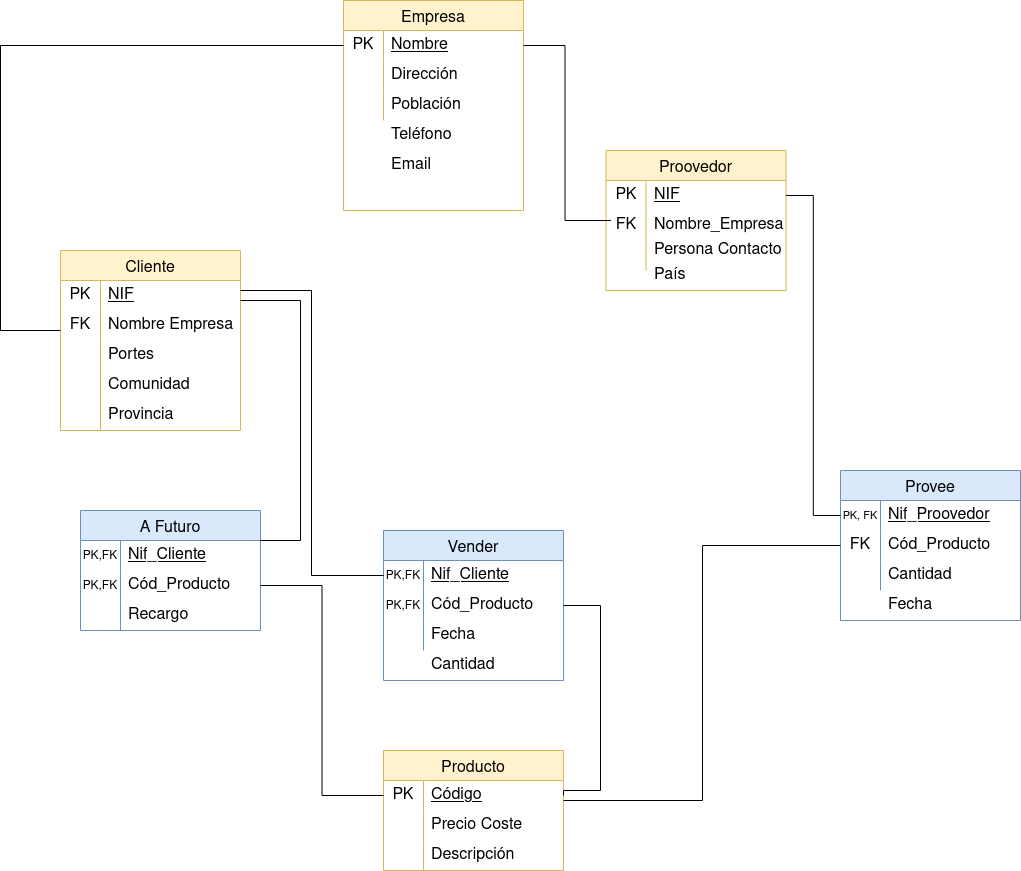 Empresa
PK Nombre
Dirección
Población
Teléfono
Email
Proovedor
PK NIF
FK Nombre_Empresa
Persona Contacto
País
Cliente
PK NIF
FK Nombre Empresa
Portes
Comunidad
Provincia
Provee
PK, FK Nif_Proovedor
FK Cód_Producto
Cantidad
Fecha
A Futuro
PK,FK Nif_Cliente
PK,FK Cód_Producto
Recargo
Vender
PK,FK Nif_Cliente
PK,FK Cód_Producto
Fecha
Cantidad
Producto
PK Código
Precio Coste
Descripción